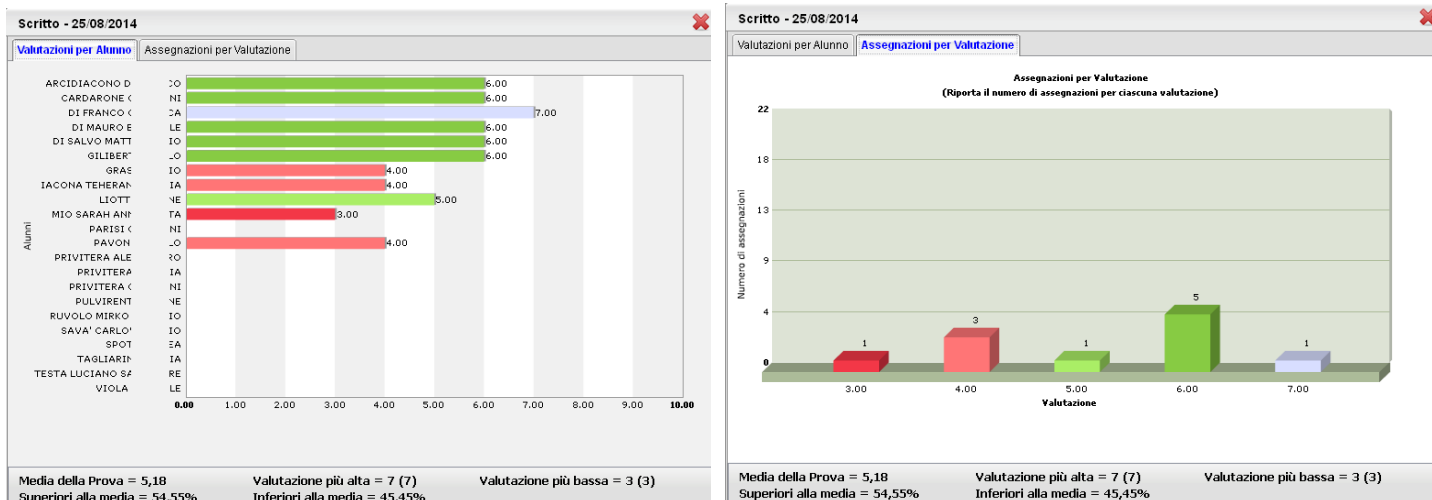 Scritto - 25/08/2014
Valutazioni per Alunno Assegnazioni per Valutazione
ARCIDIACONO D CO 6.00
CARDARONE NI 6.00
DI FRANCO CA 7.00
DI MAURO E LE 6.00
DI SALVO MATT IO 6.00
GILIBERT LO 6.00
GRAS IO 4.00
IACONA TEHERAN IA 4.00
LIOTT NE 5.00
MIO SARAH ANN TA 3.00
PARISI NI
PAVON LO 4.00
PRIVITERA ALE RO
PRIVITERA IA
PRIVITERA NI
PULVIRENT NE
RUVOLO MIRKO IO
SAVA' CARLO IO
SPOT EA
TAGLIARIN IA
TESTA LUCIANO SA RE
VIOLA LE
Alunni
0.00 1.00 2.00 3.00 4.00 5.00 6.00 7.00 8.00 9.00 10.00
Media della Prova = 5,18 Valutazione più alta = 7 (7) Valutazione più bassa = 3 (3)
Superiori alla media = 54,55% Inferiori alla media = 45,45%
Scritto - 25/08/2014
Valutazioni per Alunno Assegnazioni per Valutazione
Assegnazioni per Valutazione
(Riporta il numero di assegnazioni per ciascuna valutazione)
22
18
13
9
4
0
Numero di assegnazioni
1 3 1 5 1
3.00 4.00 5.00 6.00 7.00
Valutazione
Media della Prova = 5,18 Valutazione più alta = 7 (7) Valutazione più bassa = 3 (3)
Superiori alla media = 54,55% Inferiori alla media = 45,45%